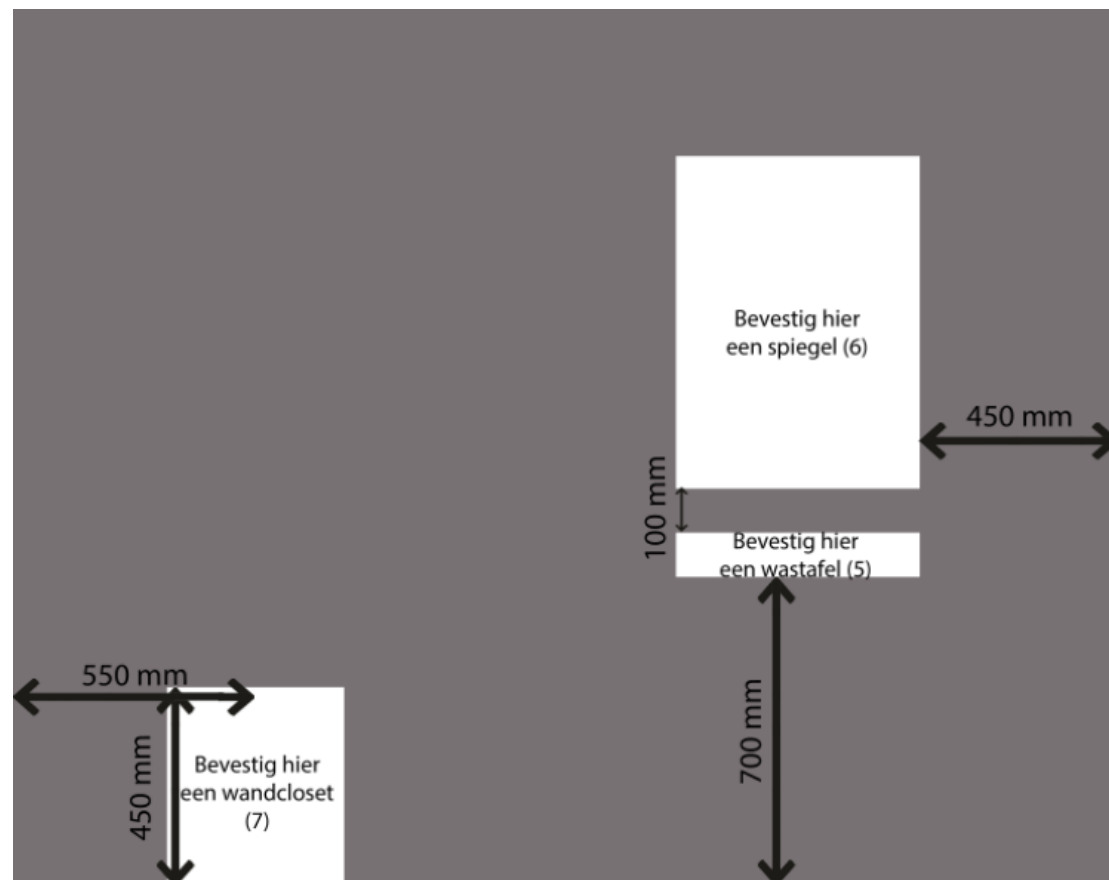 Bevestig hier
een spiegel (6)
450 mm
100 mm
Bevestig hier
een wastafel (5)
550 mm
700 mm
450 mm
Bevestig hier
een wandcloset
(7)